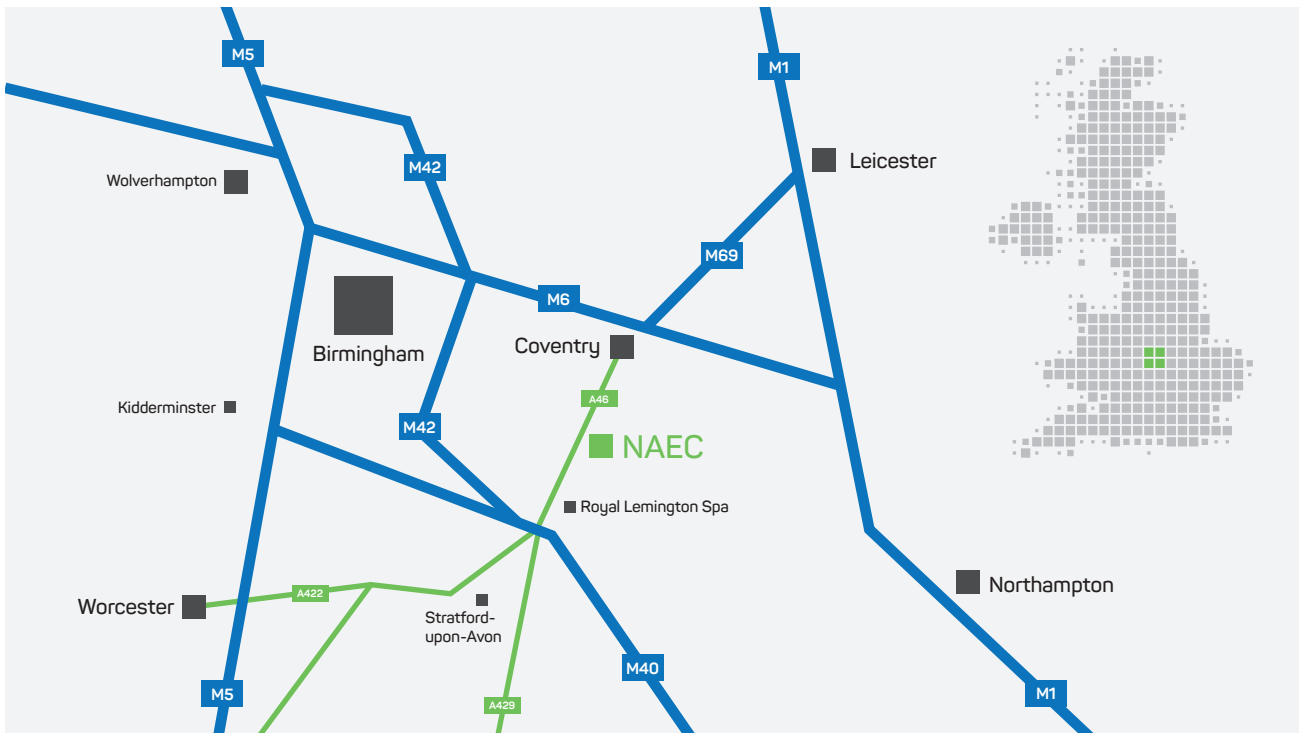 M5
M1
M42
Leicester
Wolverhampton
M69
M6
Coventry
Birmingham
A46
Kidderminster
M42
NAEC
Royal Lemington Spa
Northampton
A422
Worcester
Stratford-
upon-Avon
M40
M5
M1
A429